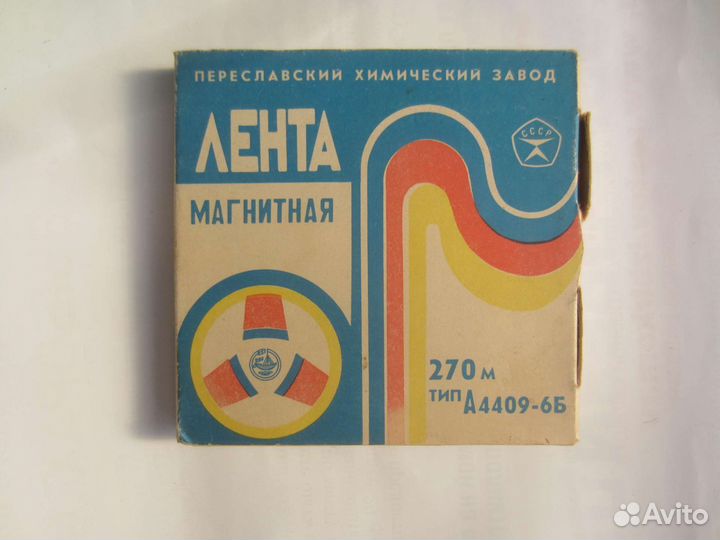 ПЕРЕСЛАВСКИЙ ХИМИЧЕСКИЙ ЗАВОД
ЛЕНТА
СССР
МАГНИТНАЯ
270 м
ТИП А4409-6Б
Avito